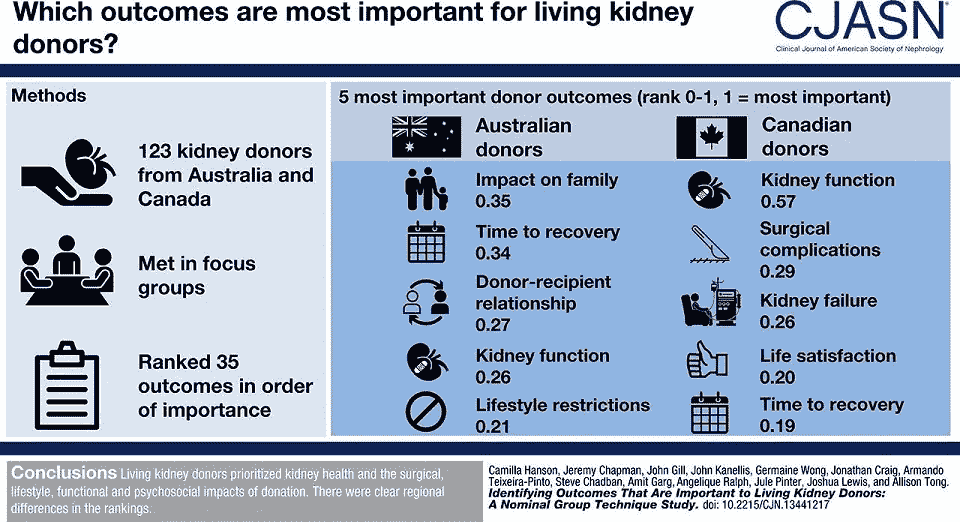 Which outcomes are most important for living kidney
donors?
CJASN
Clinical Journal of American Society of Nephrology
Methods
123 kidney donors
from Australia and
Canada
Met in focus
groups
Ranked 35
outcomes in order
of importance
5 most important donor outcomes (rank 0-1, 1 = most important)
Australian
donors
Impact on family
0.35
Time to recovery
0.34
Donor-recipient
relationship
0.27
Kidney function
0.26
Lifestyle restrictions
0.21
Canadian
donors
Kidney function
0.57
Surgical
complications
0.29
Kidney failure
0.26
Life satisfaction
0.20
Time to recovery
0.19
Conclusions Living kidney donors prioritized kidney health and the surgical,
lifestyle, functional and psychosocial impacts of donation. There were clear regional
differences in the rankings.
Camilla Hanson, Jeremy Chapman, John Gill, John Kanellis, Germaine Wong, Jonathan Craig, Armando
Teixeira-Pinto, Steve Chadban, Amit Garg, Angelique Ralph, Jule Pinter, Joshua Lewis, and Allison Tong.
Identifying Outcomes That Are Important to Living Kidney Donors:
A Nominal Group Technique Study. doi: 10.2215/CJN.13441217